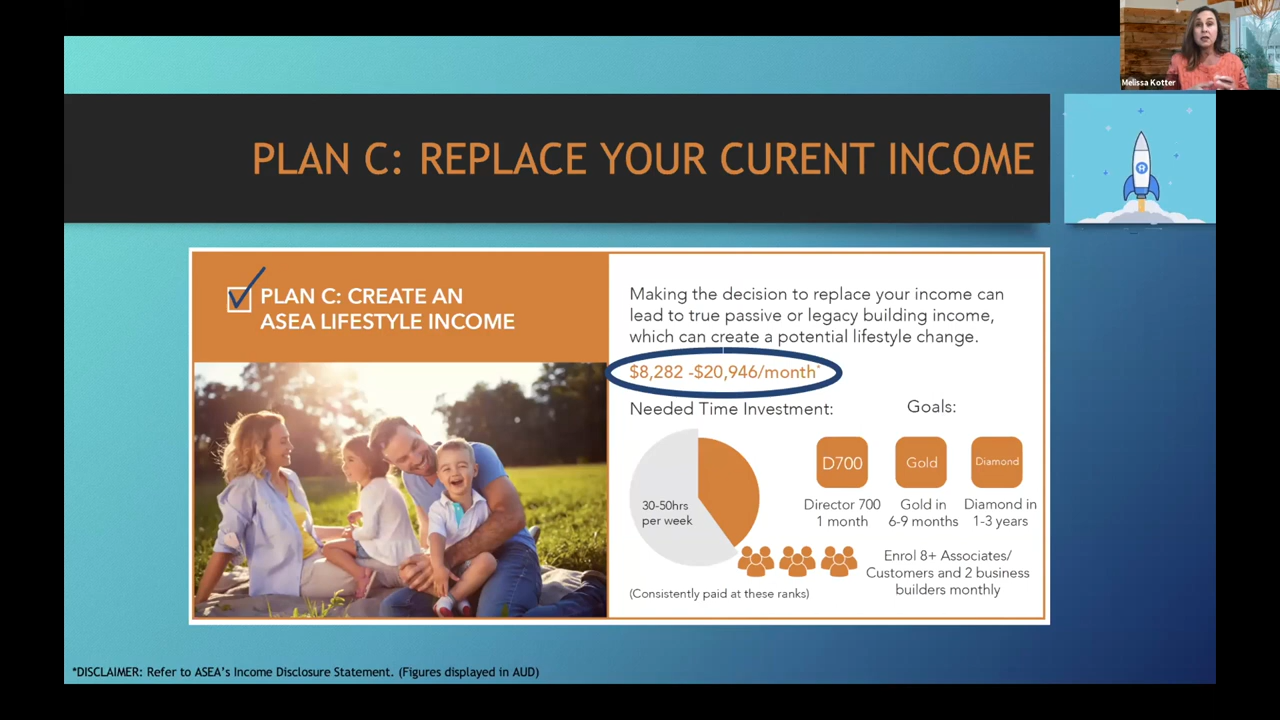 Melissa Kotter
PLAN C: REPLACE YOUR CURENT INCOME
PLAN C: CREATE AN
ASEA LIFESTYLE INCOME
Making the decision to replace your income can
lead to true passive or legacy building income,
which can create a potential lifestyle change.
$8,282 -$20,946/month*
Needed Time Investment:
Goals:
30-50hrs
per week
D700
Gold
Diamond
Director 700
1 month
Gold in
6-9 months
Diamond in
1-3 years
Enrol 8+ Associates/
Customers and 2 business
builders monthly
(Consistently paid at these ranks)
*DISCLAIMER: Refer to ASEA's Income Disclosure Statement. (Figures displayed in AUD)